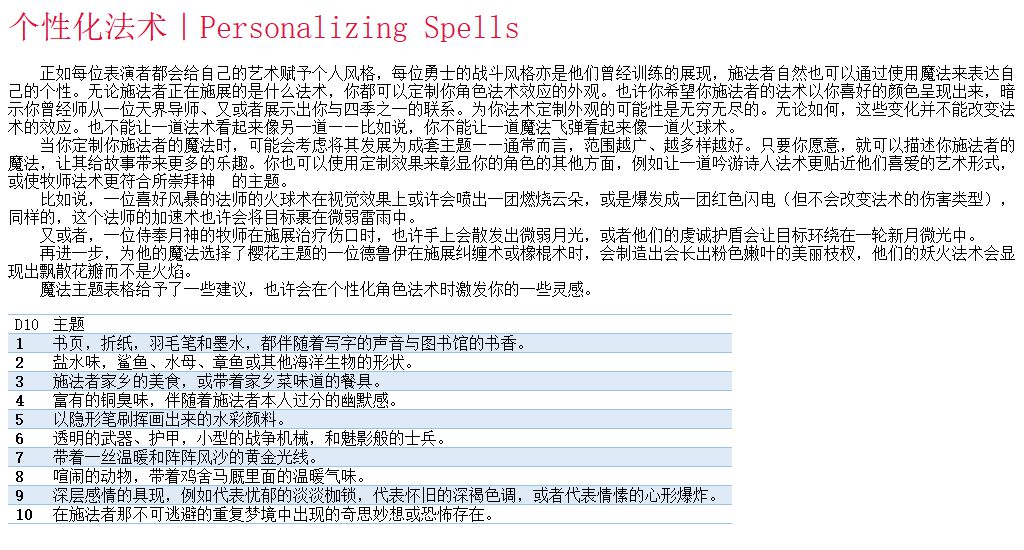 个性化法术｜Personalizing Spells
正如每位表演者都会给自己的艺术赋予个人风格，每位勇士的战斗风格亦是他们曾经训练的展现，施法者自然也可以通过使用魔法来表达自
己的个性。无论施法者正在施展的是什么法术，你都可以定制你角色法术效应的外观。也许你希望你施法者的法术以你喜好的颜色呈现出来，暗
示你曾经师从一位天界导师、又或者展示出你与四季之一的联系。为你法术定制外观的可能性是无穷无尽的。无论如何，这些变化并不能改变法
术的效应。也不能让一道法术看起来像另一道——比如说，你不能让一道魔法飞弹看起来像一道火球术。
当你定制你施法者的魔法时，可能会考虑将其发展为成套主题——通常而言，范围越广、越多样越好。只要你愿意，就可以描述你施法者的
魔法，让其给故事带来更多的乐趣。你也可以使用定制效果来彰显你的角色的其他方面，例如让一道吟游诗人法术更贴近他们喜爱的艺术形式，
或使牧师法术更符合所崇拜神　的主题。
比如说，一位喜好风暴的法师的火球术在视觉效果上或许会喷出一团燃烧云朵，或是爆发成一团红色闪电（但不会改变法术的伤害类型），
同样的，这个法师的加速术也许会将目标裹在微弱雷雨中。
又或者，一位侍奉月神的牧师在施展治疗伤口时，也许手上会散发出微弱月光，或者他们的虔诚护盾会让目标环绕在一轮新月微光中。
再进一步，为他的魔法选择了樱花主题的一位德鲁伊在施展纠缠术或橡棍术时，会制造出会长出粉色嫩叶的美丽枝杈，他们的妖火法术会显
现出飘散花瓣而不是火焰。
魔法主题表格给予了一些建议，也许会在个性化角色法术时激发你的一些灵感。
D10 主题
1 书页，折纸，羽毛笔和墨水，都伴随着写字的声音与图书馆的书香。
2 盐水味，鲨鱼、水母、章鱼或其他海洋生物的形状。
3 施法者家乡的美食，或带着家乡菜味道的餐具。
4 富有的铜臭味，伴随着施法者本人过分的幽默感。
5 以隐形笔刷挥画出来的水彩颜料。
6 透明的武器、护甲，小型的战争机械，和魅影般的士兵。
7 带着一丝温暖和阵阵风沙的黄金光线。
8 喧闹的动物，带着鸡舍马厩里面的温暖气味。
9 深层感情的具现，例如代表忧郁的淡淡枷锁，代表怀旧的深褐色调，或者代表情愫的心形爆炸。
10 在施法者那不可逃避的重复梦境中出现的奇思妙想或恐怖存在。